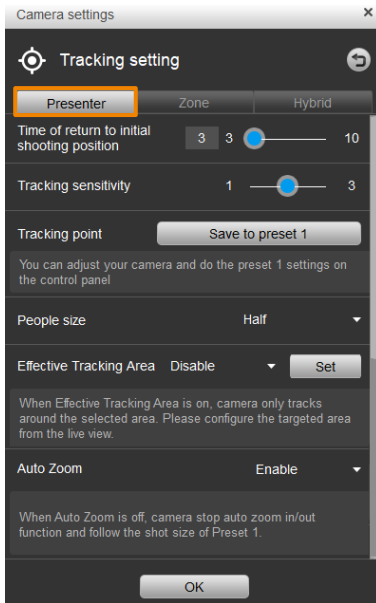 Camera settings ×
Tracking setting
Presenter Zone Hybrid
Time of return to initial
shooting position 3 3 10
Tracking sensitivity 1 3
Tracking point Save to preset 1
You can adjust your camera and do the preset 1 settings on
the control panel
People size Half
Effective Tracking Area Disable Set
When Effective Tracking Area is on, camera only tracks
around the selected area. Please configure the targeted area
from the live view.
Auto Zoom Enable
When Auto Zoom is off, camera stop auto zoom in/out
function and follow the shot size of Preset 1.
OK